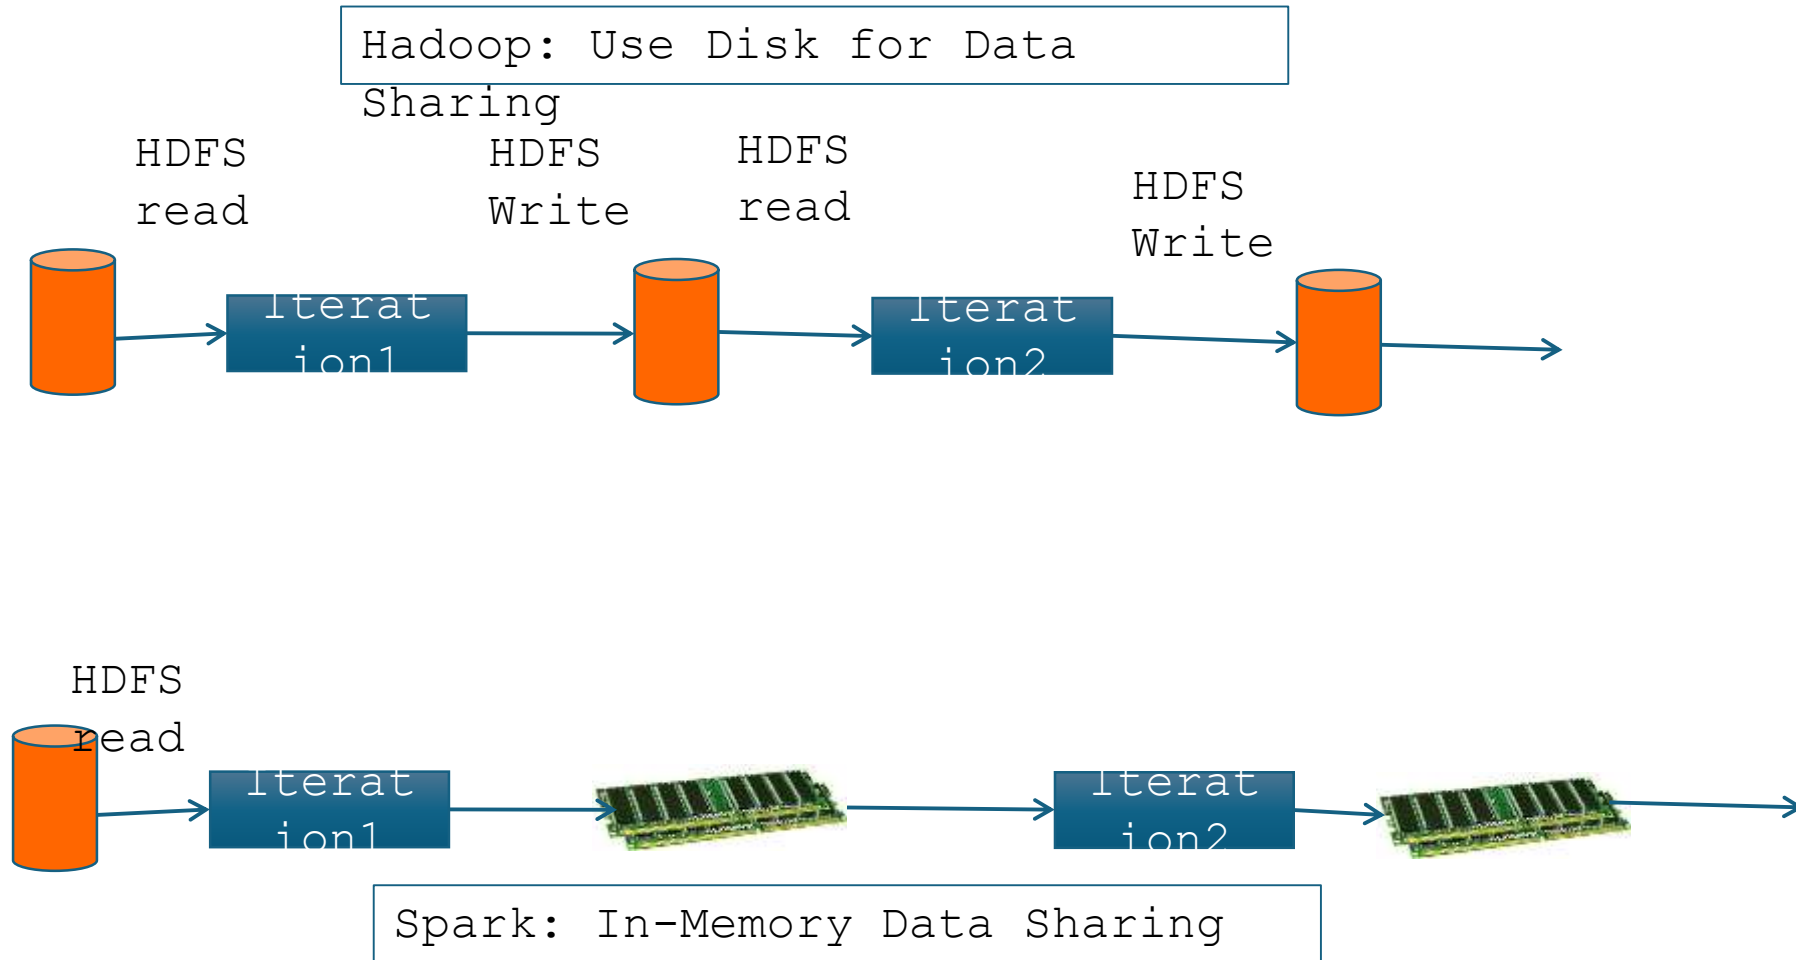 Hadoop: Use Disk for Data
Sharing
HDFS
read
HDFS
Write
HDFS
read
HDFS
Write
Iterat
ion1
Iterat
ion2
HDFS
read
Iterat
ion1
Iterat
ion2
Spark: In-Memory Data Sharing